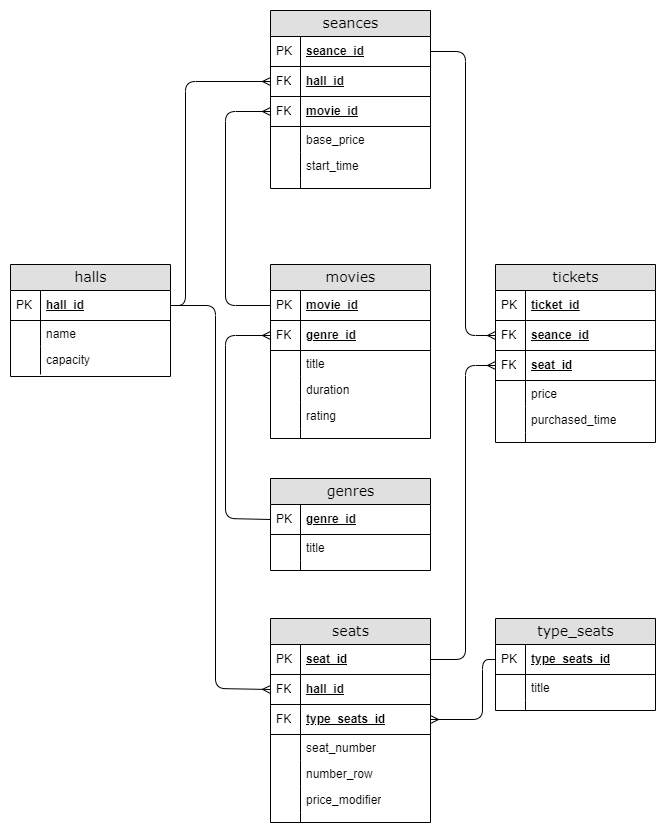 seances
PK seance_id
FK hall_id
FK movie_id
base_price
start_time
halls
PK hall_id
name
capacity
movies
PK movie_id
FK genre_id
title
duration
rating
tickets
PK ticket_id
FK seance_id
FK seat_id
price
purchased_time
genres
PK genre_id
title
seats
PK seat_id
FK hall_id
FK type_seats_id
seat_number
number_row
price_modifier
type_seats
PK type_seats_id
title